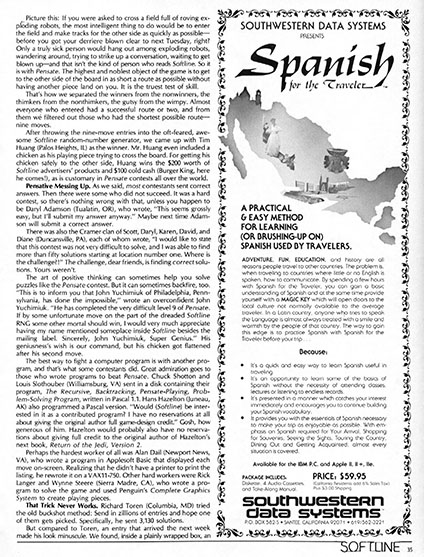 Picture this: If you were asked to cross a field full of roving ex-
ploding robots, the most intelligent thing to do would be to enter
the field and make tracks for the other side as quickly as possible—
before you got your derriere blown clear to next Tuesday, right?
Only a truly sick person would hang out among exploding robots,
wandering around, trying to strike up a conversation, waiting to get
blown up—and that isn't the kind of person who reads Softline. So it
is with Pensate. The highest and noblest object of the game is to get
to the other side of the board in as short a route as possible without
having another piece land on you. It is the truest test of skill.
That's how we separated the winners from the nonwinners, the
thinkers from the nonthinkers, the gutsy from the wimpy. Almost
everyone who entered had a successful route or two, and from
them we filtered out those who had the shortest possible route—
nine moves.
After throwing the nine-move entries into the oft-feared, awe-
some Softline random-number generator, we came up with Tim
Huang (Palos Heights, IL) as the winner. Mr. Huang even included a
chicken as his playing piece trying to cross the board. For getting his
chicken safely to the other side, Huang wins the $200 worth of
Softline advertisers' products and $100 cold cash (Burger King, here
he comes!), as is customary in Pensate contests all over the world.
Pensative Messing Up. As we said, most contestants sent correct
answers. Then there were some who did not succeed. It was a hard
contest, so there's nothing wrong with that, unless you happen to
be Daryl Adamson (Tualatin, OR), who wrote, "This seems grossly
easy, but I'll submit my answer anyway." Maybe next time Adam-
son will submit a correct answer.
There was also the Cramer clan of Scott, Daryl, Karen, David, and
Diane (Duncansville, PA), each of whom wrote, "I would like to state
that this contest was not very difficult to solve, and I was able to find
more than fifty solutions starting at location number one. Where is
the challenge?!" The challenge, dear friends, is finding correct solu-
tions. Yours weren't.
The art of positive thinking can sometimes help you solve
puzzles like the Pensate contest. But it can sometimes backfire, too.
"This is to inform you that John Yuchimiuk of Philadelphia, Penn-
sylvania, has done the impossible," wrote an overconfident John
Yuchimiuk. "He has completed the very difficult level 9 of Pensate.
If by some unfortunate move on the part of the dreaded Softline
RNG some other mortal should win, I would very much appreciate
having my name mentioned someplace inside Softline besides the
mailing label. Sincerely, John Yuchimiuk, Super Genius." His
geniusness's wish is our command, but his chicken got flattened
after his second move.
The best way to fight a computer program is with another pro-
gram, and that's what some contestants did. Great admiration goes to
those who wrote programs to beat Pensate. Chuck Shotton and
Louis Slothouber (Williamsburg, VA) sent in a disk containing their
program, The Recursive, Backtracking, Pensate-Playing, Prob-
lem-Solving Program, written in Pascal 1.1. Hans Hazelton (Juneau,
AK) also programmed a Pascal version. "Would [Softline] be inter-
ested in it as a contributed program? I have no reservations at all
about giving the original author full game-design credit." Gosh, how
generous of him. Hazelton would probably also have no reserva-
tions about giving full credit to the original author of Hazelton's
next book, Return of the Jedi, Version 2.
Perhaps the hardest worker of all was Alan Dail (Newport News,
VA), who wrote a program in Applesoft Basic that displayed each
move on-screen. Realizing that he didn't have a printer to print the
listing, he rewrote it on a VAX11-750. Other hard workers were Rick
Langer and Wynne Steere (Sierra Madre, CA), who wrote a pro-
gram to solve the game and used Penguin's Complete Graphics
System to create playing pieces.
That Trick Never Works. Richard Toren (Columbia, MD) tried
the old buckshot method: Send in zillions of entries and hope one
of them gets picked. Specifically, he sent 3,130 solutions.
But compared to Toren, an entry that arrived the next week
made his look minuscule. We found, inside a plainly wrapped box, an
SOUTHWESTERN DATA SYSTEMS
PRESENTS
Spanish
for the Traveler
A PRACTICAL
& EASY METHOD
FOR LEARNING
(OR BRUSHING-UP ON)
SPANISH USED BY TRAVELERS.
ADVENTURE, FUN, EDUCATION, and history are all
reasons people travel to other countries. The problem is,
when traveling to countries where little or no English is
spoken, how to communicate. By spending a few hours
with Spanish for the Traveler, you can gain a basic
understanding of Spanish and at the same time provide
yourself with a MAGIC KEY which will open doors to the
local culture not normally available to the average
traveler. In a Latin country, anyone who tries to speak
the Language is almost always treated with a smile and
warmth by the people of that country. The way to gain
this edge is to practice Spanish with Spanish for the
Traveler before your trip...
Because:
• It's a quick and easy way to learn Spanish useful in
traveling.
• It's an opportunity to learn some of the basics of
Spanish without the necessity of attending classes,
lectures or listening to endless records.
• It's presented in a manner which catches your interest
immediately and encourages you to continue building
your Spanish vocabulary.
• It provides you with the essentials of Spanish necessary
to make your trip as enjoyable as possible. With em-
phasis on Spanish required for Your Arrival, Shopping
for Souvenirs, Seeing the Sights, Touring the Country,
Dining Out and Getting Acquainted; almost every
situation is covered.
Available for the IBM P.C. and Apple II, II+, IIe.
PACKAGE INCLUDES:
Diskette, 4 Audio Cassettes,
and Take-Along Manual.
PRICE: $59.95
(California Residents add 6% Sales Tax)
Plus $3.00 Shipping
southwestern
data systems
P.O. BOX 582-S • SANTEE, CALIFORNIA 92071 • 619/562-3221
SOFTLINE 35